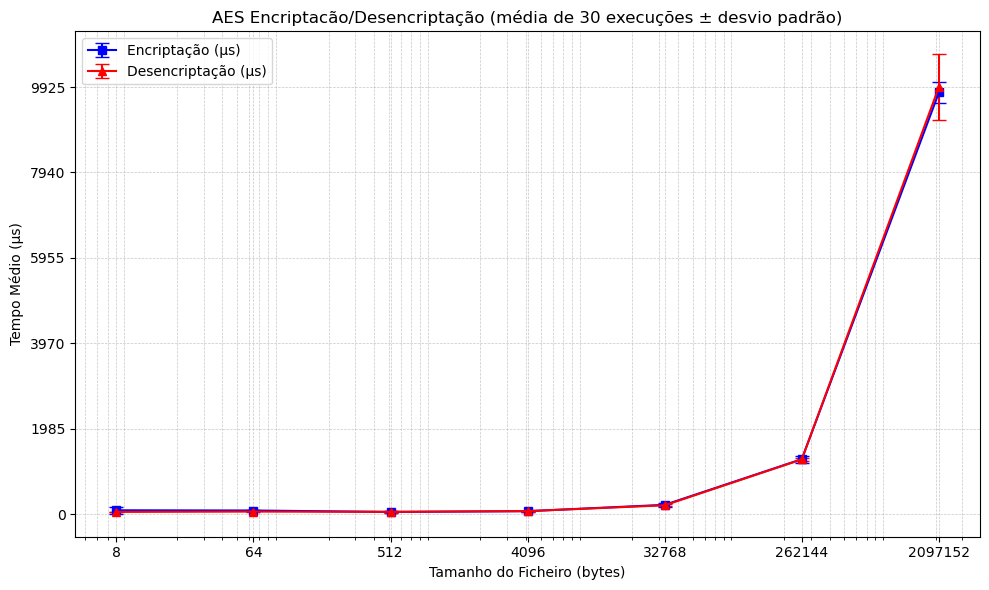 AES Encriptacão/Desencriptação (média de 30 execuções ± desvio padrão)
Encriptação (µs)
Desencriptação (µs)
Tempo Médio (µs)
9925
7940
5955
3970
1985
0
8 64 512 4096 32768 262144 2097152
Tamanho do Ficheiro (bytes)